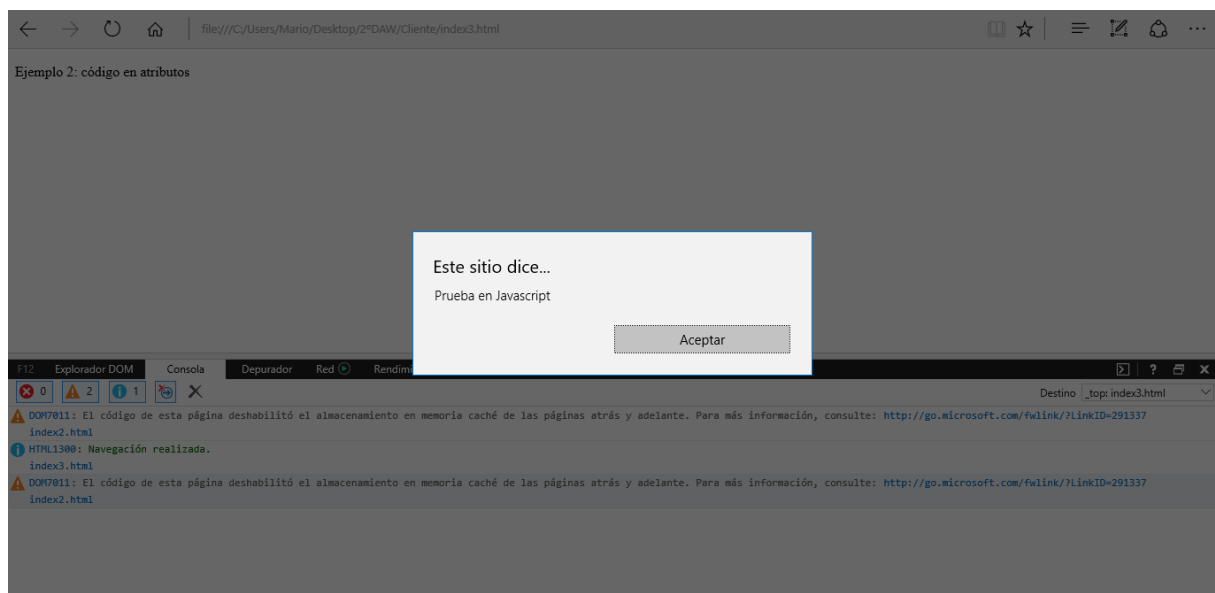 file:///C:/Users/Mario/Desktop/2ºDAW/Cliente/index3.html
Ejemplo 2: código en atributos
Este sitio dice...
Prueba en Javascript
Aceptar
F12 Explorador DOM Consola Depurador Red Rendim
0 2 1 Destino _top: index3.html
DOM7011: El código de esta página deshabilitó el almacenamiento en memoria caché de las páginas atrás y adelante. Para más información, consulte: http://go.microsoft.com/fwlink/?LinkID=291337
index2.html
HTML1300: Navegación realizada.
index3.html
DOM7011: El código de esta página deshabilitó el almacenamiento en memoria caché de las páginas atrás y adelante. Para más información, consulte: http://go.microsoft.com/fwlink/?LinkID=291337
index2.html